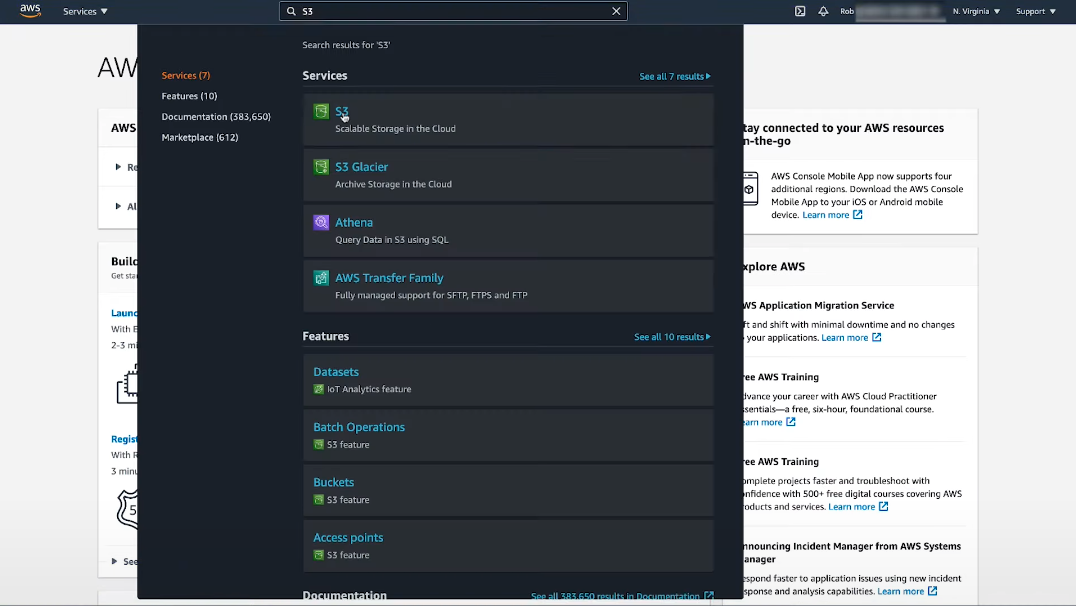 aws
Services
S3
Rob
N. Virginia
Support
AW
Search results for 'S3'
Services (7)
Features (10)
Documentation (383,650)
Marketplace (612)
Services
See all 7 results
S3
Scalable Storage in the Cloud
S3 Glacier
Archive Storage in the Cloud
Athena
Query Data in S3 using SQL
AWS Transfer Family
Fully managed support for SFTP, FTPS and FTP
Features
See all 10 results
Datasets
IoT Analytics feature
Batch Operations
S3 feature
Buckets
S3 feature
Access points
S3 feature
Documentation
See all 383,650 results in Documentation
AWS
Re
Al
Buil
Get sta
Launc
With E
2-3 mi
Regist
With R
3 minu
5
See
tay connected to your AWS resources
n-the-go
AWS Console Mobile App now supports four
additional regions. Download the AWS Console
Mobile App to your iOS or Android mobile
device. Learn more
xplore AWS
WS Application Migration Service
ft and shift with minimal downtime and no changes
your applications. Learn more
ree AWS Training
dvance your career with AWS Cloud Practitioner
ssentials—a free, six-hour, foundational course.
earn more
ree AWS Training
omplete projects faster and troubleshoot with
onfidence with 500+ free digital courses covering AWS
roducts and services. Learn more
nnouncing Incident Manager from AWS Systems
anager
espond faster to application issues using new incident
esponse and analysis capabilities. Learn more